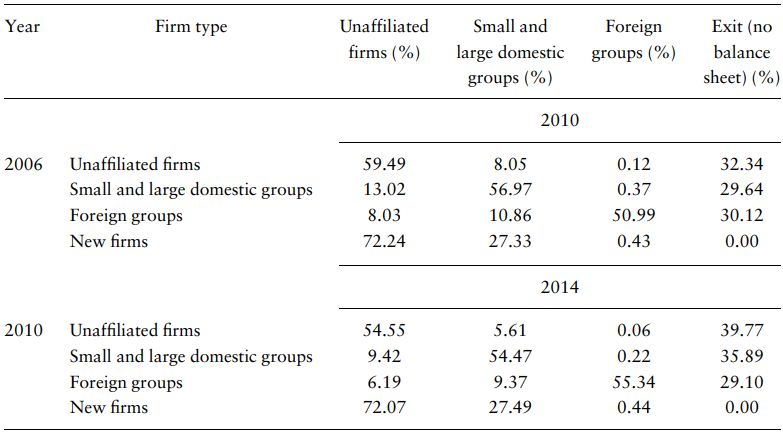 Year Firm type Unaffiliated Small and Foreign Exit (no
firms (%) large domestic groups (%) balance
groups (%) sheet) (%)
2010
2006 Unaffiliated firms 59.49 8.05 0.12 32.34
Small and large domestic groups 13.02 56.97 0.37 29.64
Foreign groups 8.03 10.86 50.99 30.12
New firms 72.24 27.33 0.43 0.00
2014
2010 Unaffiliated firms 54.55 5.61 0.06 39.77
Small and large domestic groups 9.42 54.47 0.22 35.89
Foreign groups 6.19 9.37 55.34 29.10
New firms 72.07 27.49 0.44 0.00